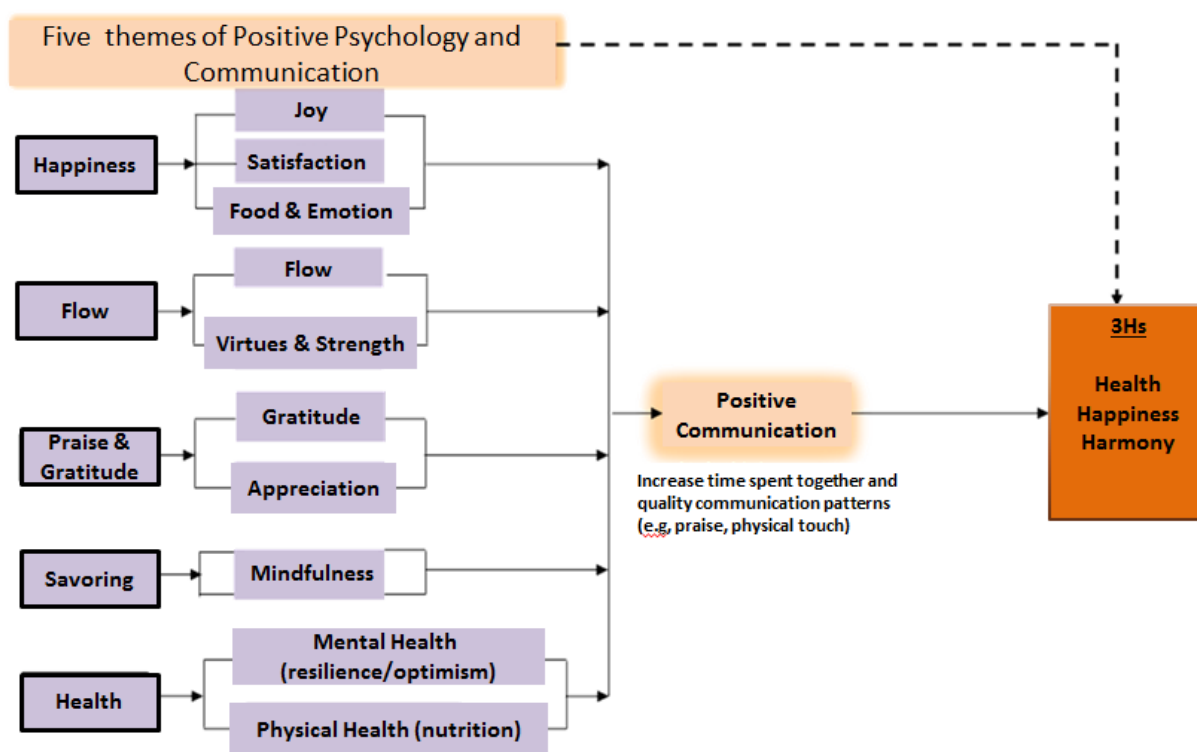 Five themes of Positive Psychology and
Communication
Happiness
Joy
Satisfaction
Food & Emotion
Flow
Flow
Virtues & Strength
Praise &
Gratitude
Gratitude
Appreciation
Savoring
Mindfulness
Health
Mental Health
(resilience/optimism)
Physical Health (nutrition)
Positive
Communication
Increase time spent together and
quality communication patterns
(e.g, praise, physical touch)
3Hs
Health
Happiness
Harmony